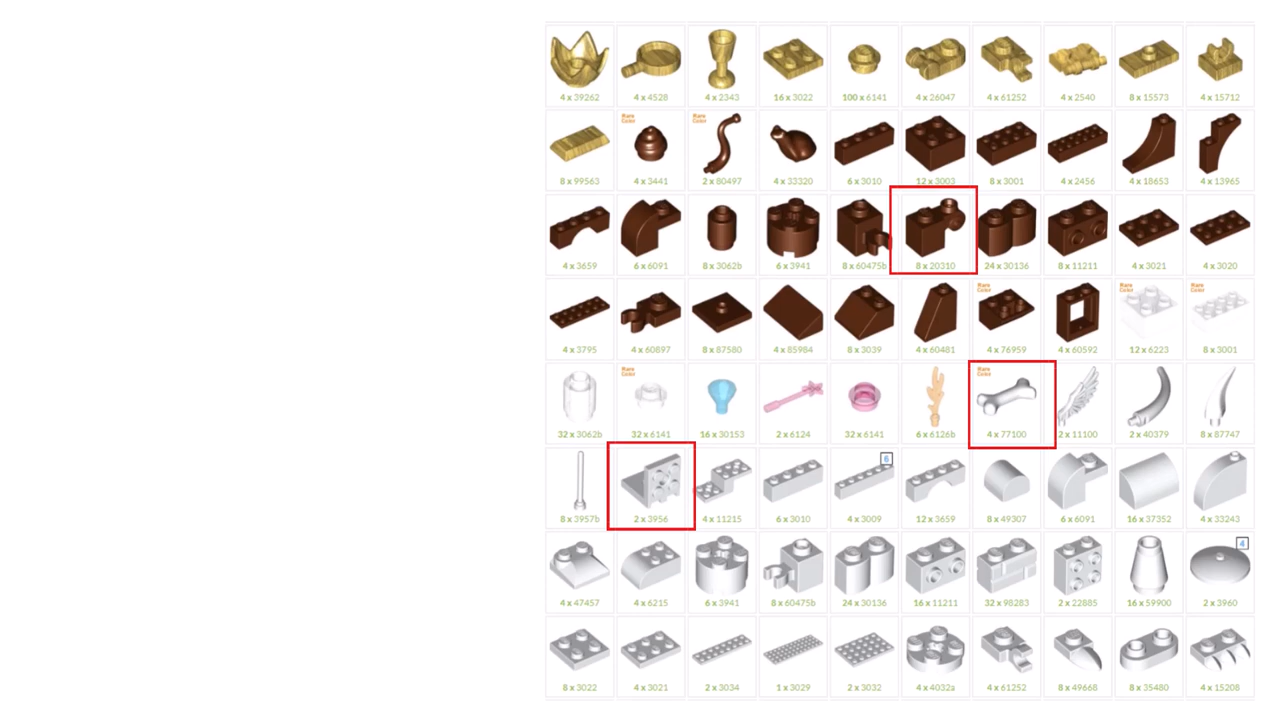 4 x 39262 4 x 4528 4 x 2343 16 x 3022 100 x 6141 4 x 26047 4 x 61252 4 x 2540 8 x 15573 4 x 15712
Rare Color Rare Color
8 x 99563 4 x 3441 2 x 80497 4 x 33320 6 x 3010 12 x 3003 8 x 3001 4 x 2456 4 x 18653 4 x 13965
4 x 3659 6 x 6091 8 x 3062b 6 x 3941 8 x 60475b 8 x 20310 24 x 30136 8 x 11211 4 x 3021 4 x 3020
Rare Color Rare Color Rare Color
4 x 3795 4 x 60897 8 x 87580 4 x 85984 8 x 3039 4 x 60481 4 x 76959 4 x 60592 12 x 6223 8 x 3001
Rare Color Rare Color
32 x 3062b 32 x 6141 16 x 30153 2 x 6124 32 x 6141 6 x 6126b 4 x 77100 2 x 11100 2 x 40379 8 x 87747
6
8 x 3957b 2 x 3956 4 x 11215 6 x 3010 4 x 3009 12 x 3659 8 x 49307 6 x 6091 16 x 37352 4 x 33243
4
4 x 47457 4 x 6215 6 x 3941 8 x 60475b 24 x 30136 16 x 11211 32 x 98283 2 x 22885 16 x 59900 2 x 3960
8 x 3022 4 x 3021 2 x 3034 1 x 3029 2 x 3032 4 x 4032a 4 x 61252 8 x 49668 8 x 35480 4 x 15208